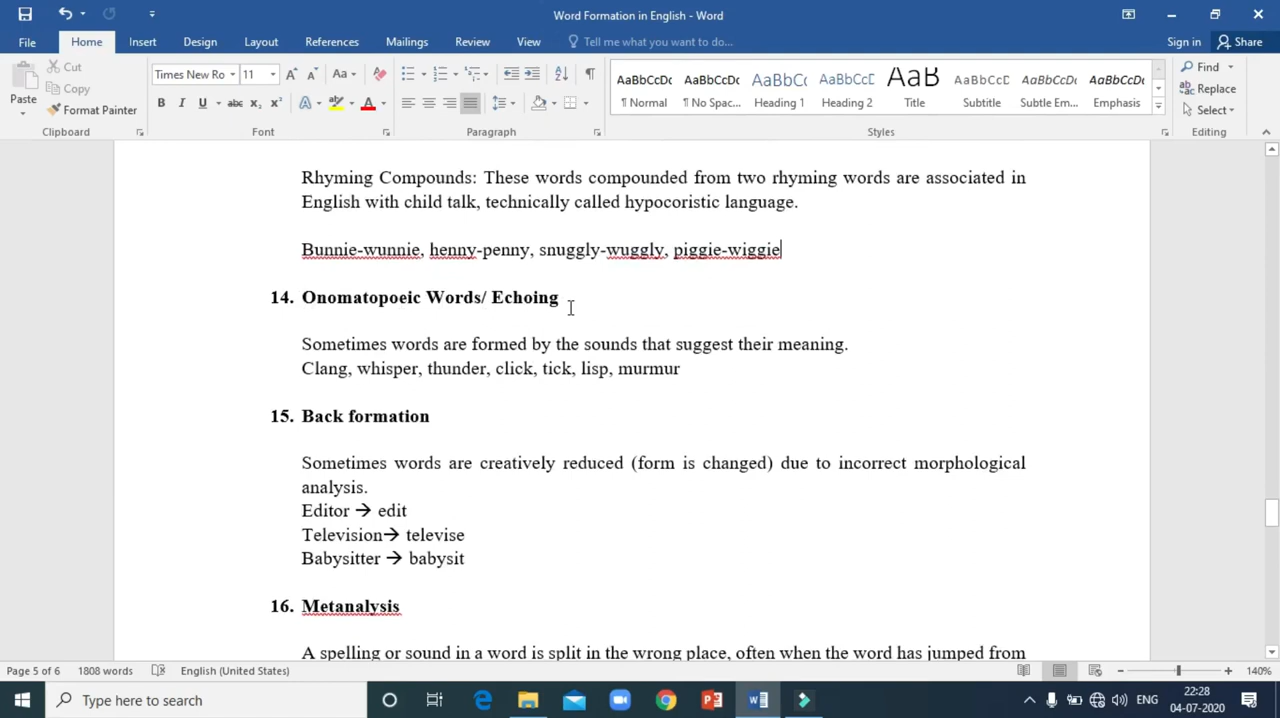 Word Formation in English - Word
Sign in
Share
File
Home
Insert
Design
Layout
References
Mailings
Review
View
Tell me what you want to do...
Cut
Copy
Format Painter
Paste
Clipboard
Times New Ro
11
Font
Paragraph
AaBbCcDc
¶ Normal
AaBbCcDc
¶ No Spac...
AaBbCc
Heading 1
AaBbCcE
Heading 2
AaB
Title
AaBbCcD
Subtitle
AaBbCcDc
Subtle Em...
AaBbCcDc
Emphasis
Styles
Find
Replace
Select
Editing
Rhyming Compounds: These words compounded from two rhyming words are associated in
English with child talk, technically called hypocoristic language.
Bunnie-wunnie, henny-penny, snuggly-wuggly, piggie-wiggie
14. Onomatopoeic Words/ Echoing
Sometimes words are formed by the sounds that suggest their meaning.
Clang, whisper, thunder, click, tick, lisp, murmur
15. Back formation
Sometimes words are creatively reduced (form is changed) due to incorrect morphological
analysis.
Editor → edit
Television→ televise
Babysitter → babysit
16. Metanalysis
A spelling or sound in a word is split in the wrong place, often when the word has jumped from
Page 5 of 6
1808 words
English (United States)
140%
Type here to search
ENG
22:28
04-07-2020